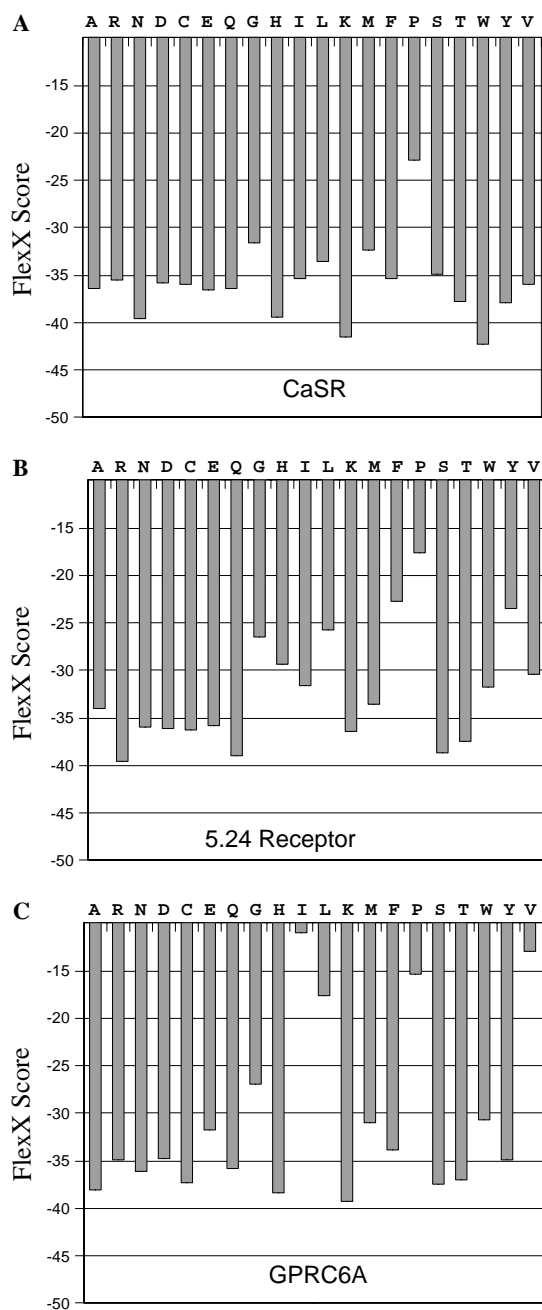 A
A R N D C E Q G H I L K M F P S T W Y V
-15
-20
-25
-30
-35
-40
-45
-50
FlexX Score
CaSR
B
A R N D C E Q G H I L K M F P S T W Y V
-15
-20
-25
-30
-35
-40
-45
-50
FlexX Score
5.24 Receptor
C
A R N D C E Q G H I L K M F P S T W Y V
-15
-20
-25
-30
-35
-40
-45
-50
FlexX Score
GPRC6A